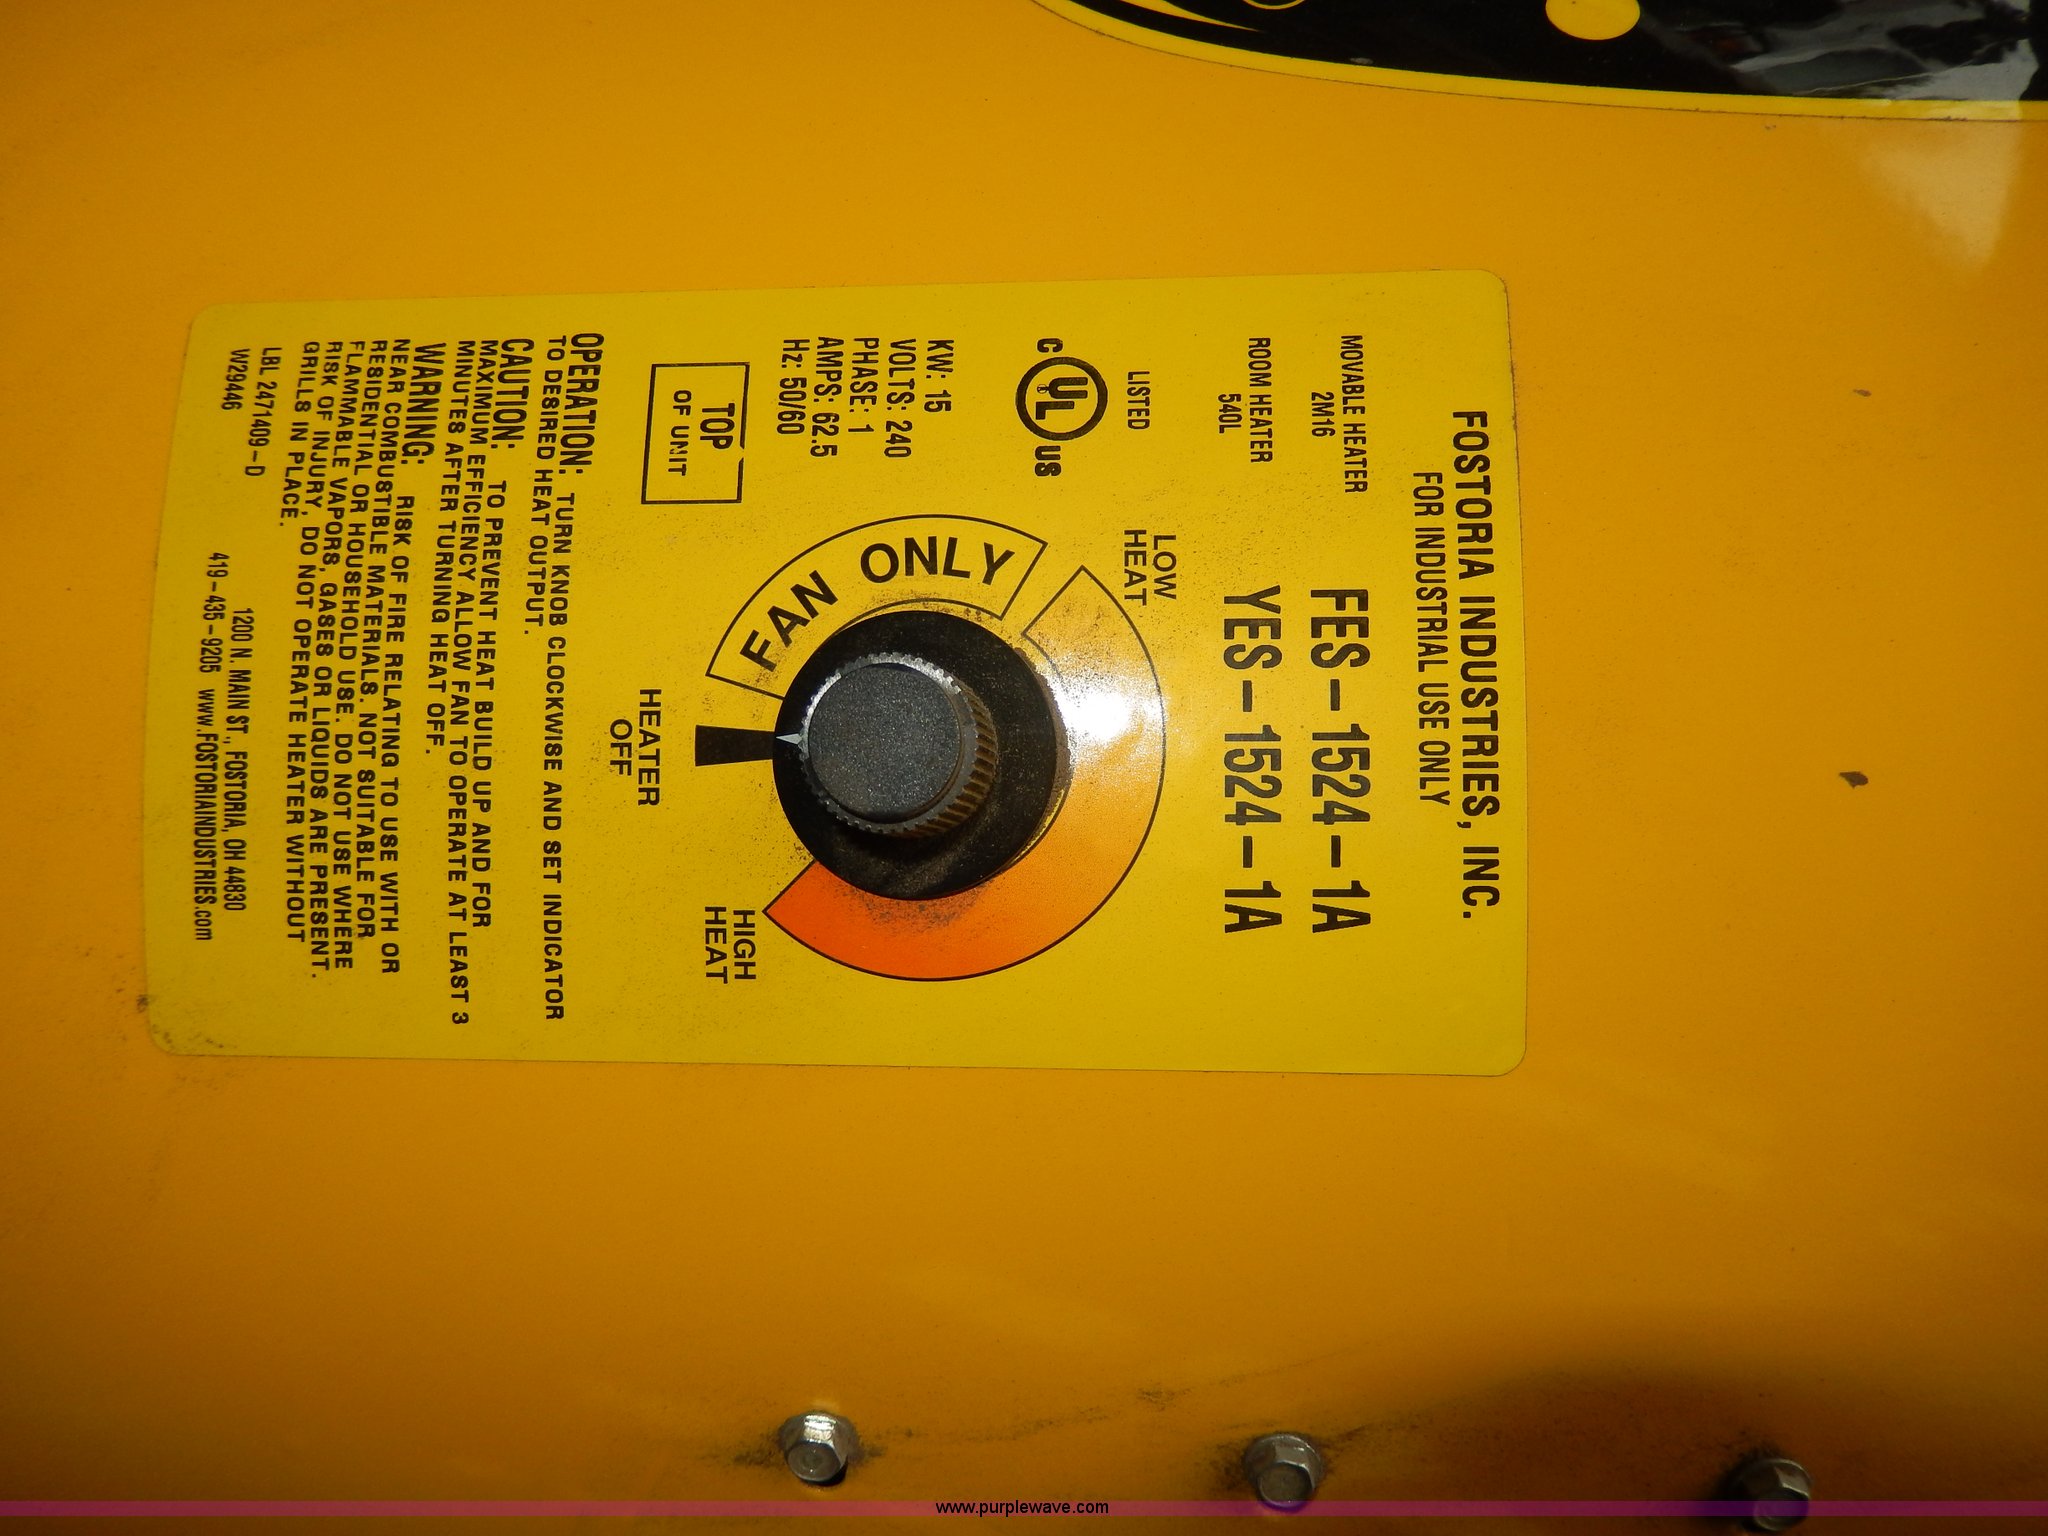 FOSTORIA INDUSTRIES, INC.
FOR INDUSTRIAL USE ONLY
MOVABLE HEATER
2M16
ROOM HEATER
540L
FES-1524-1A
YES-1524-1A
LISTED
C UL US
KW: 15
VOLTS: 240
PHASE: 1
AMPS: 62.5
Hz: 50/60
TOP
OF UNIT
LOW
HEAT
FAN ONLY
HIGH
HEAT
HEATER
OFF
OPERATION: TURN KNOB CLOCKWISE AND SET INDICATOR
TO DESIRED HEAT OUTPUT.
CAUTION: TO PREVENT HEAT BUILD UP AND FOR
MAXIMUM EFFICIENCY ALLOW FAN TO OPERATE AT LEAST 3
MINUTES AFTER TURNING HEAT OFF.
WARNING: RISK OF FIRE RELATING TO USE WITH OR
NEAR COMBUSTIBLE MATERIALS. NOT SUITABLE FOR
RESIDENTIAL OR HOUSEHOLD USE. DO NOT USE WHERE
FLAMMABLE VAPORS, GASES OR LIQUIDS ARE PRESENT.
RISK OF INJURY, DO NOT OPERATE HEATER WITHOUT
GRILLS IN PLACE.
LBL 2471409-D
W29446
1200 N. MAIN ST., FOSTORIA, OH 44830
419-435-9205 www.FOSTORIAINDUSTRIES.com
www.purplewave.com